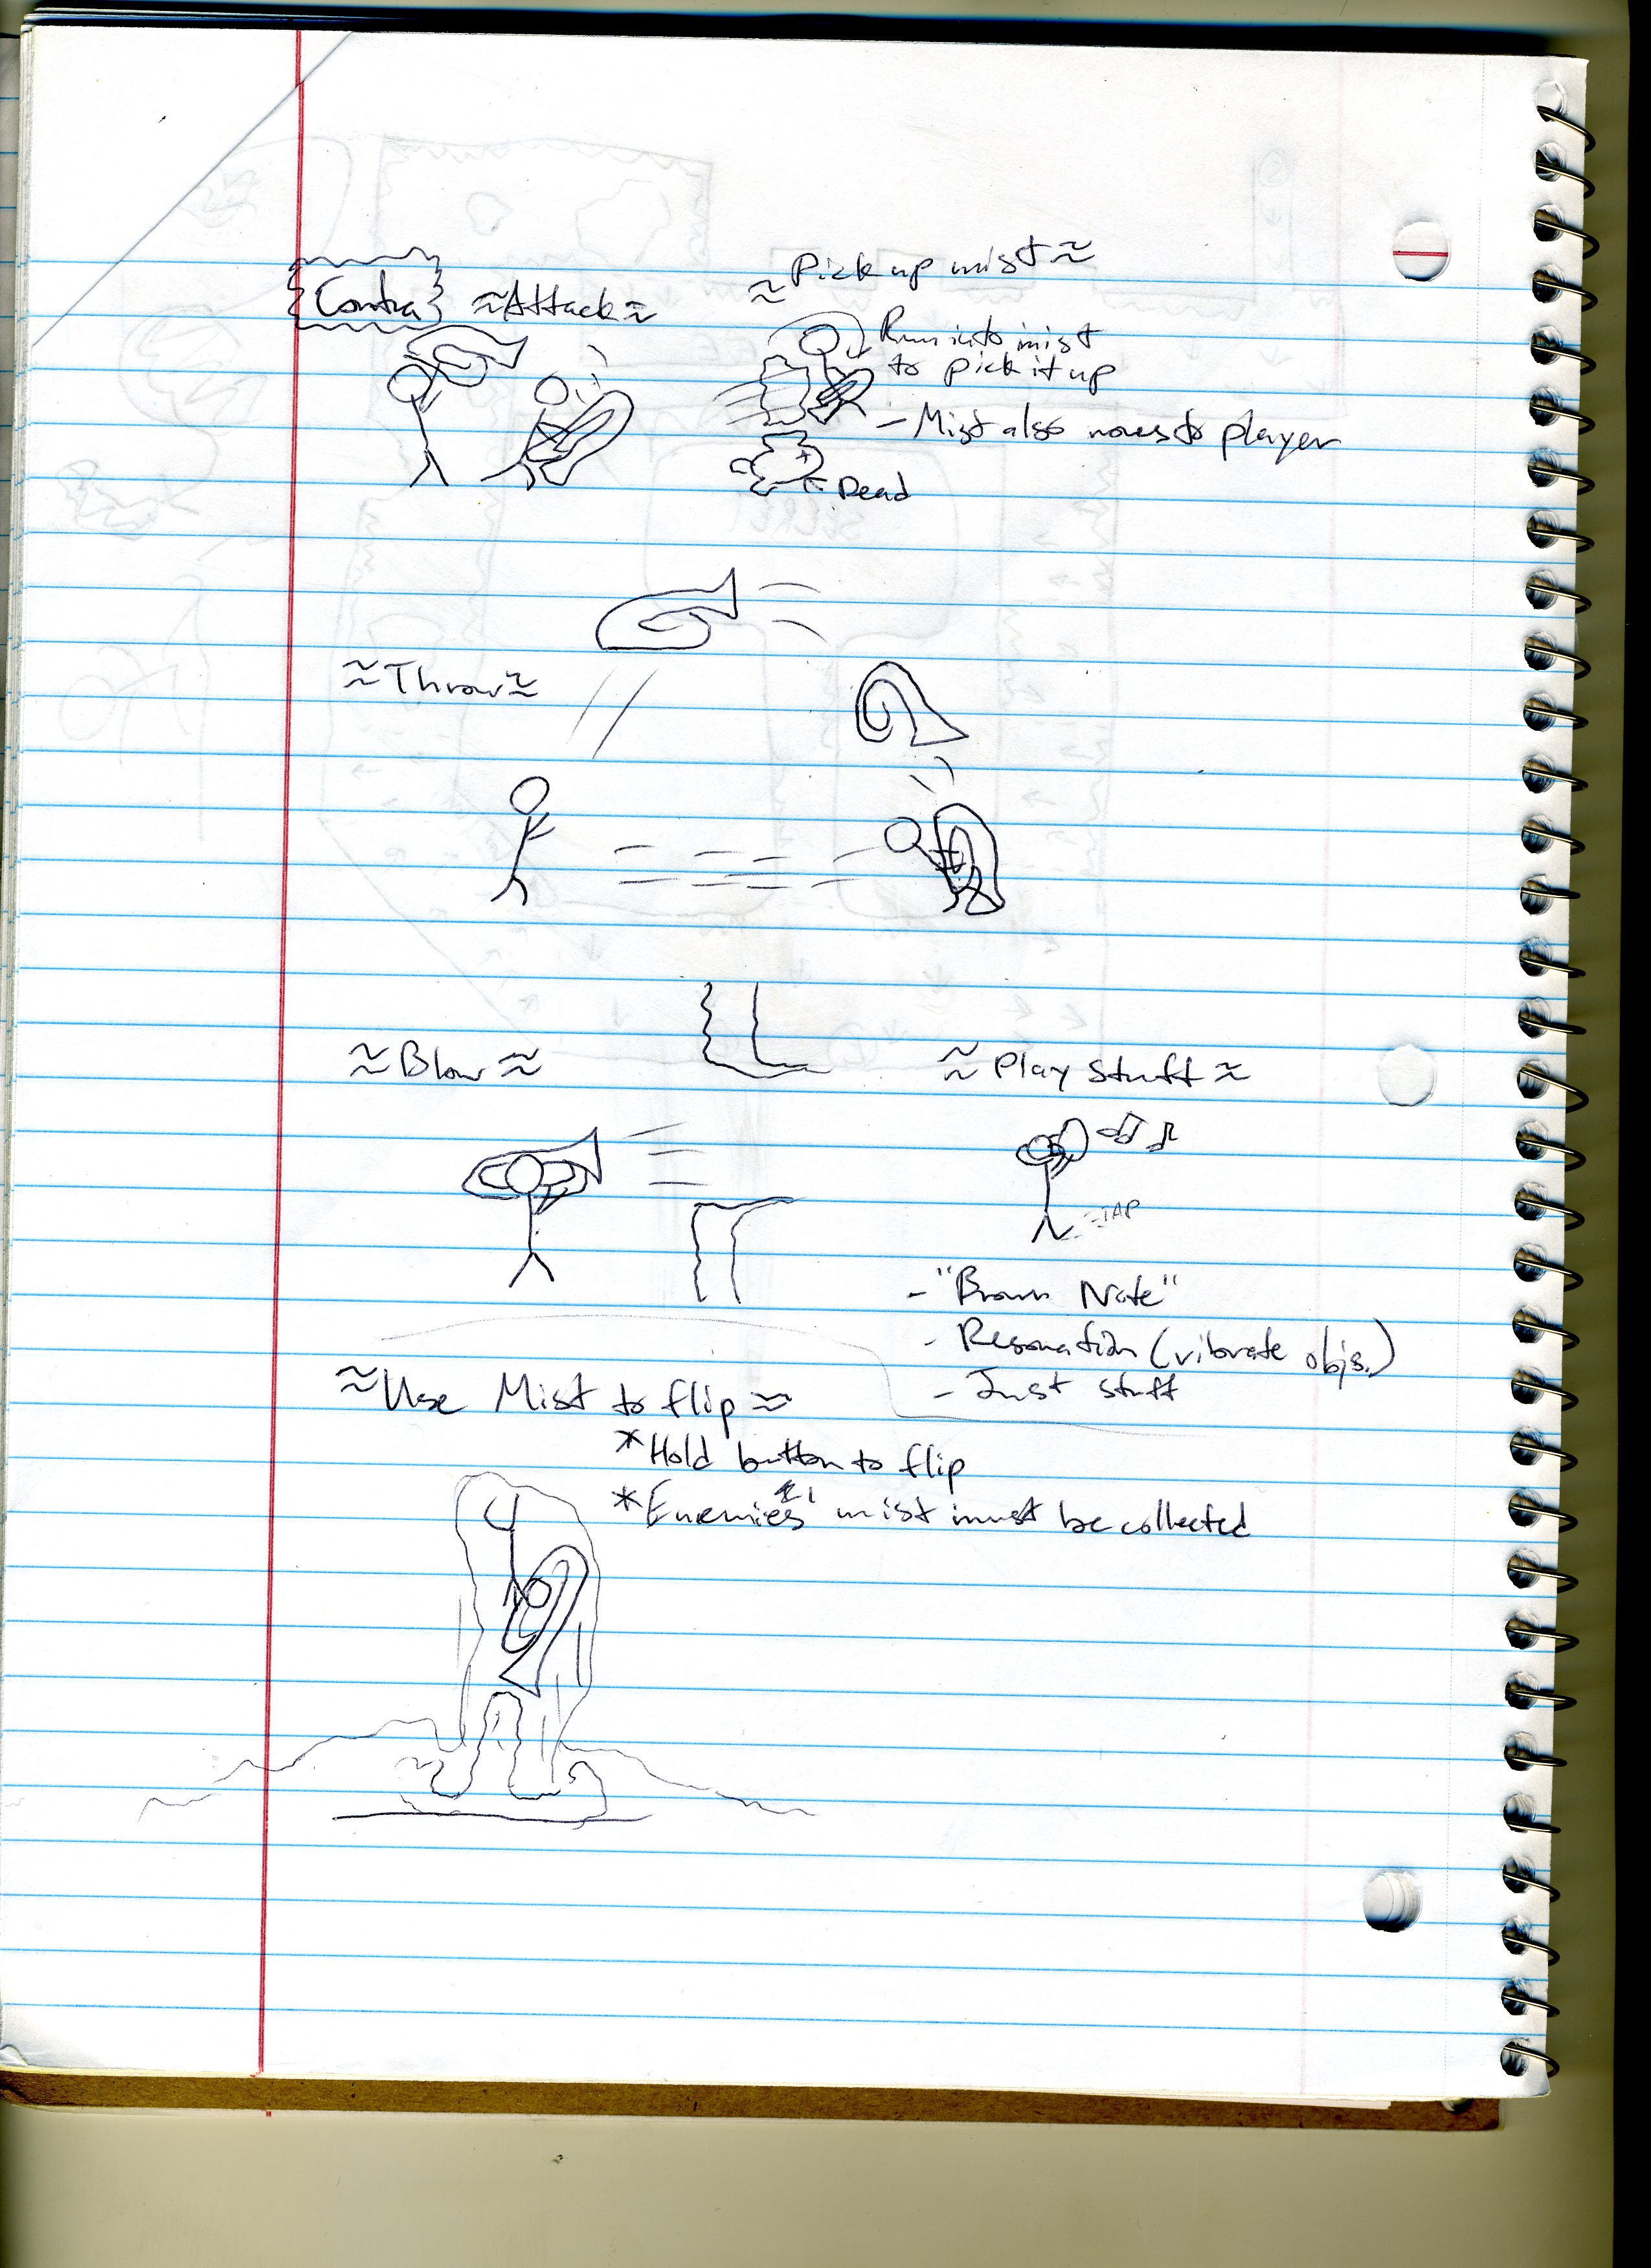 Contra
≈Attack≈
≈Pick up mist≈
Run into mist
to pick it up
- Mist also moves to player
Dead
≈Throw≈
≈Blow≈
≈Play Stuff≈
TAP
- "Brown Note"
- Resonation (vibrate objs.)
- Just stuff
≈Use Mist to flip≈
*Hold button to flip
*Enemies' mist must be collected